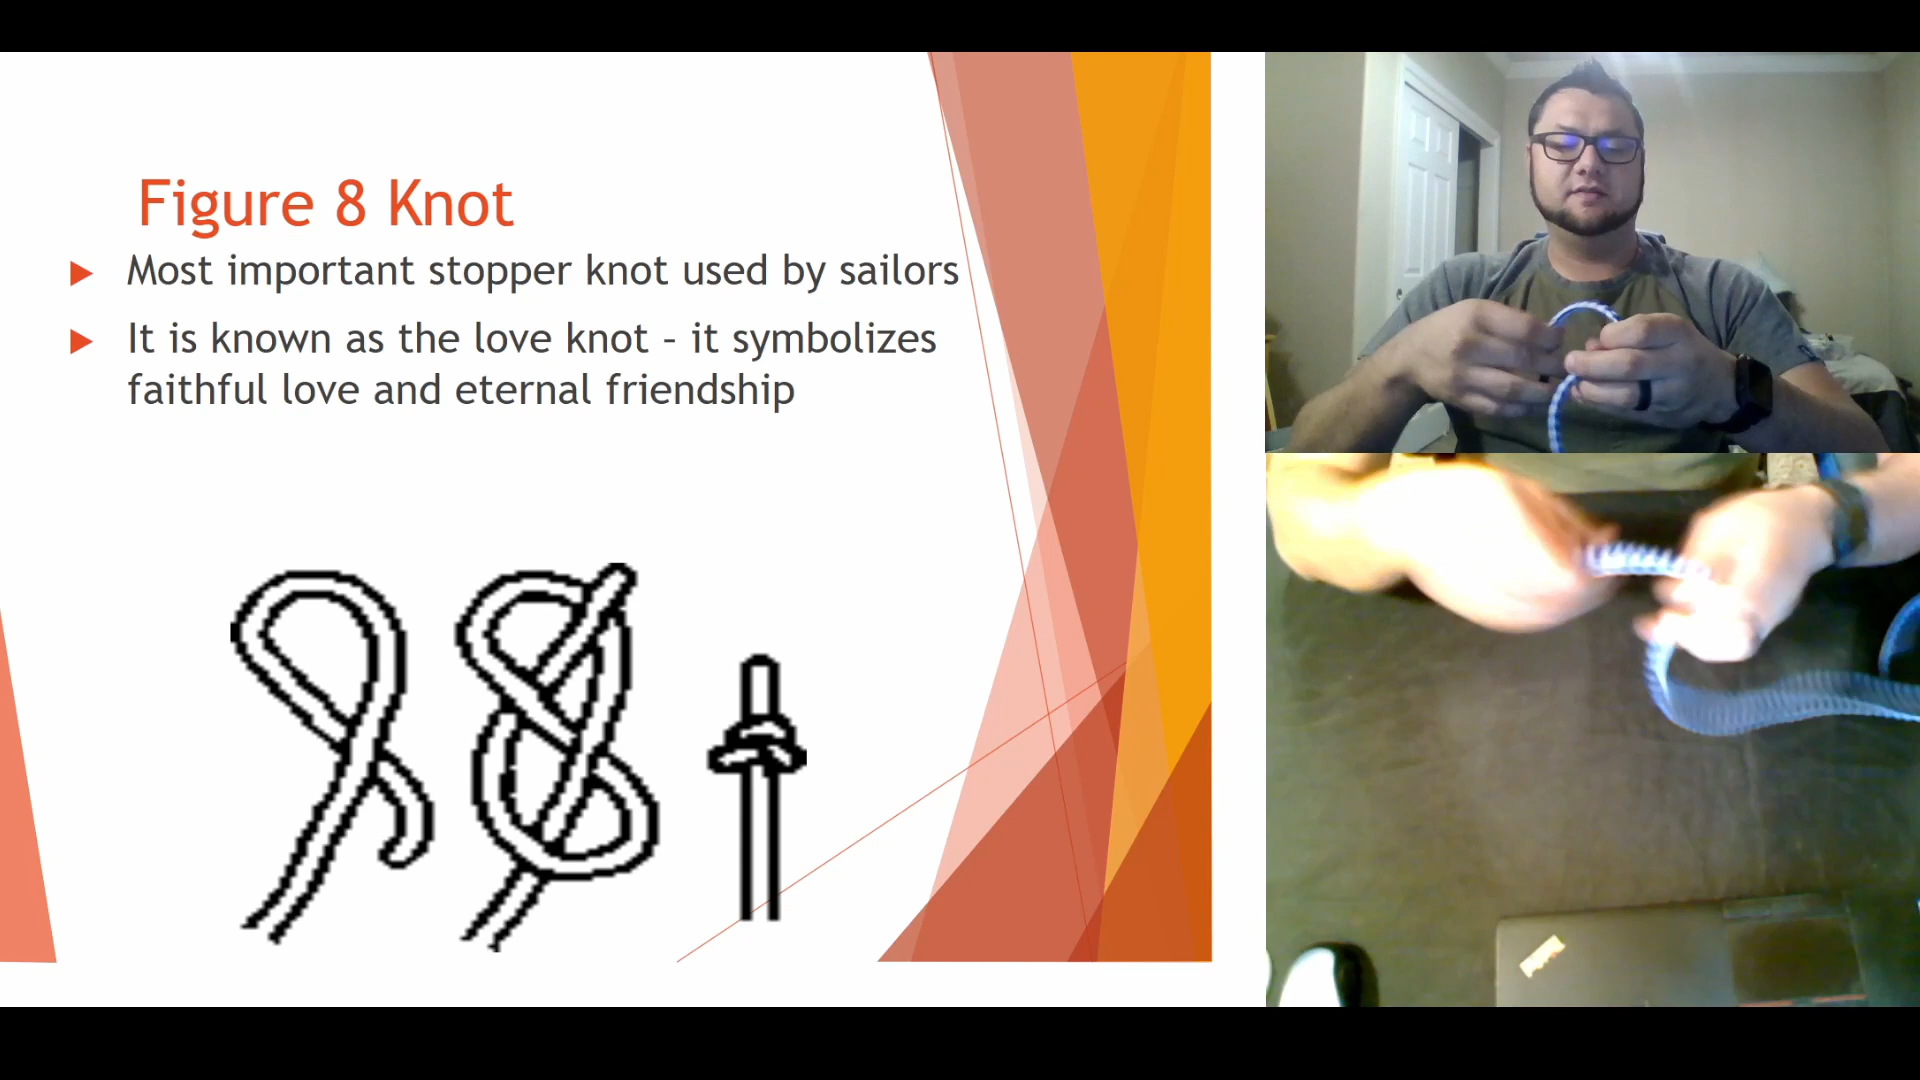 Figure 8 Knot
Most important stopper knot used by sailors
It is known as the love knot – it symbolizes
faithful love and eternal friendship